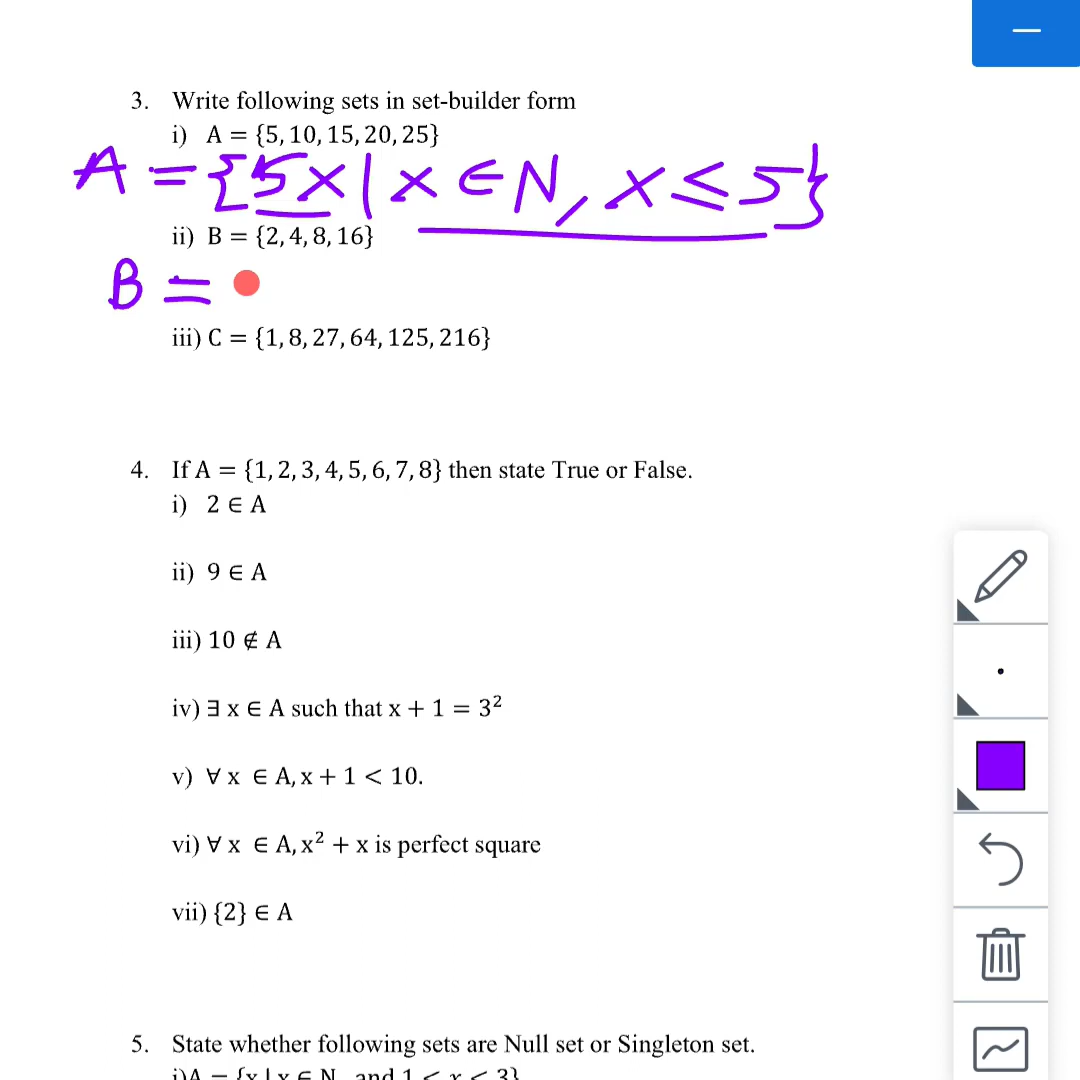 3. Write following sets in set-builder form
i) A = {5, 10, 15, 20, 25}
A = {5x | x ∈ N, x ≤ 5}
ii) B = {2, 4, 8, 16}
B =
iii) C = {1, 8, 27, 64, 125, 216}
4. If A = {1, 2, 3, 4, 5, 6, 7, 8} then state True or False.
i) 2 ∈ A
ii) 9 ∈ A
iii) 10 ∉ A
iv) ∃ x ∈ A such that x + 1 = 3²
v) ∀ x ∈ A, x + 1 < 10.
vi) ∀ x ∈ A, x² + x is perfect square
vii) {2} ∈ A
5. State whether following sets are Null set or Singleton set.
i) A = {x | x ∈ N, and 1 < x < 3}